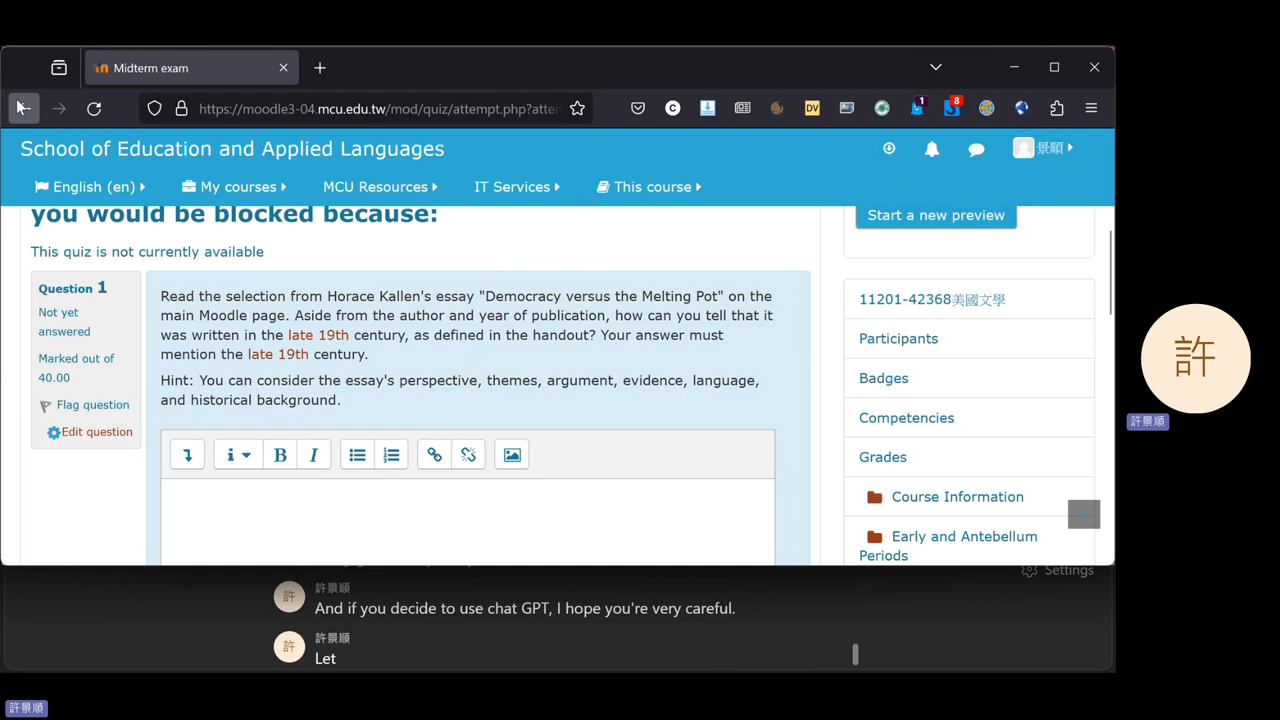 Midterm exam
https://moodle3-04.mcu.edu.tw/mod/quiz/attempt.php?atte
C
DV
1
8
School of Education and Applied Languages
景順
English (en)
My courses
MCU Resources
IT Services
This course
you would be blocked because:
This quiz is not currently available
Question 1
Not yet
answered
Marked out of
40.00
Flag question
Edit question
Read the selection from Horace Kallen's essay "Democracy versus the Melting Pot" on the
main Moodle page. Aside from the author and year of publication, how can you tell that it
was written in the late 19th century, as defined in the handout? Your answer must
mention the late 19th century.
Hint: You can consider the essay's perspective, themes, argument, evidence, language,
and historical background.
i
B
I
Start a new preview
11201-42368美國文學
Participants
Badges
Competencies
Grades
Course Information
Early and Antebellum
Periods
Settings
許
許景順
And if you decide to use chat GPT, I hope you're very careful.
許
許景順
Let
許
許景順
許景順